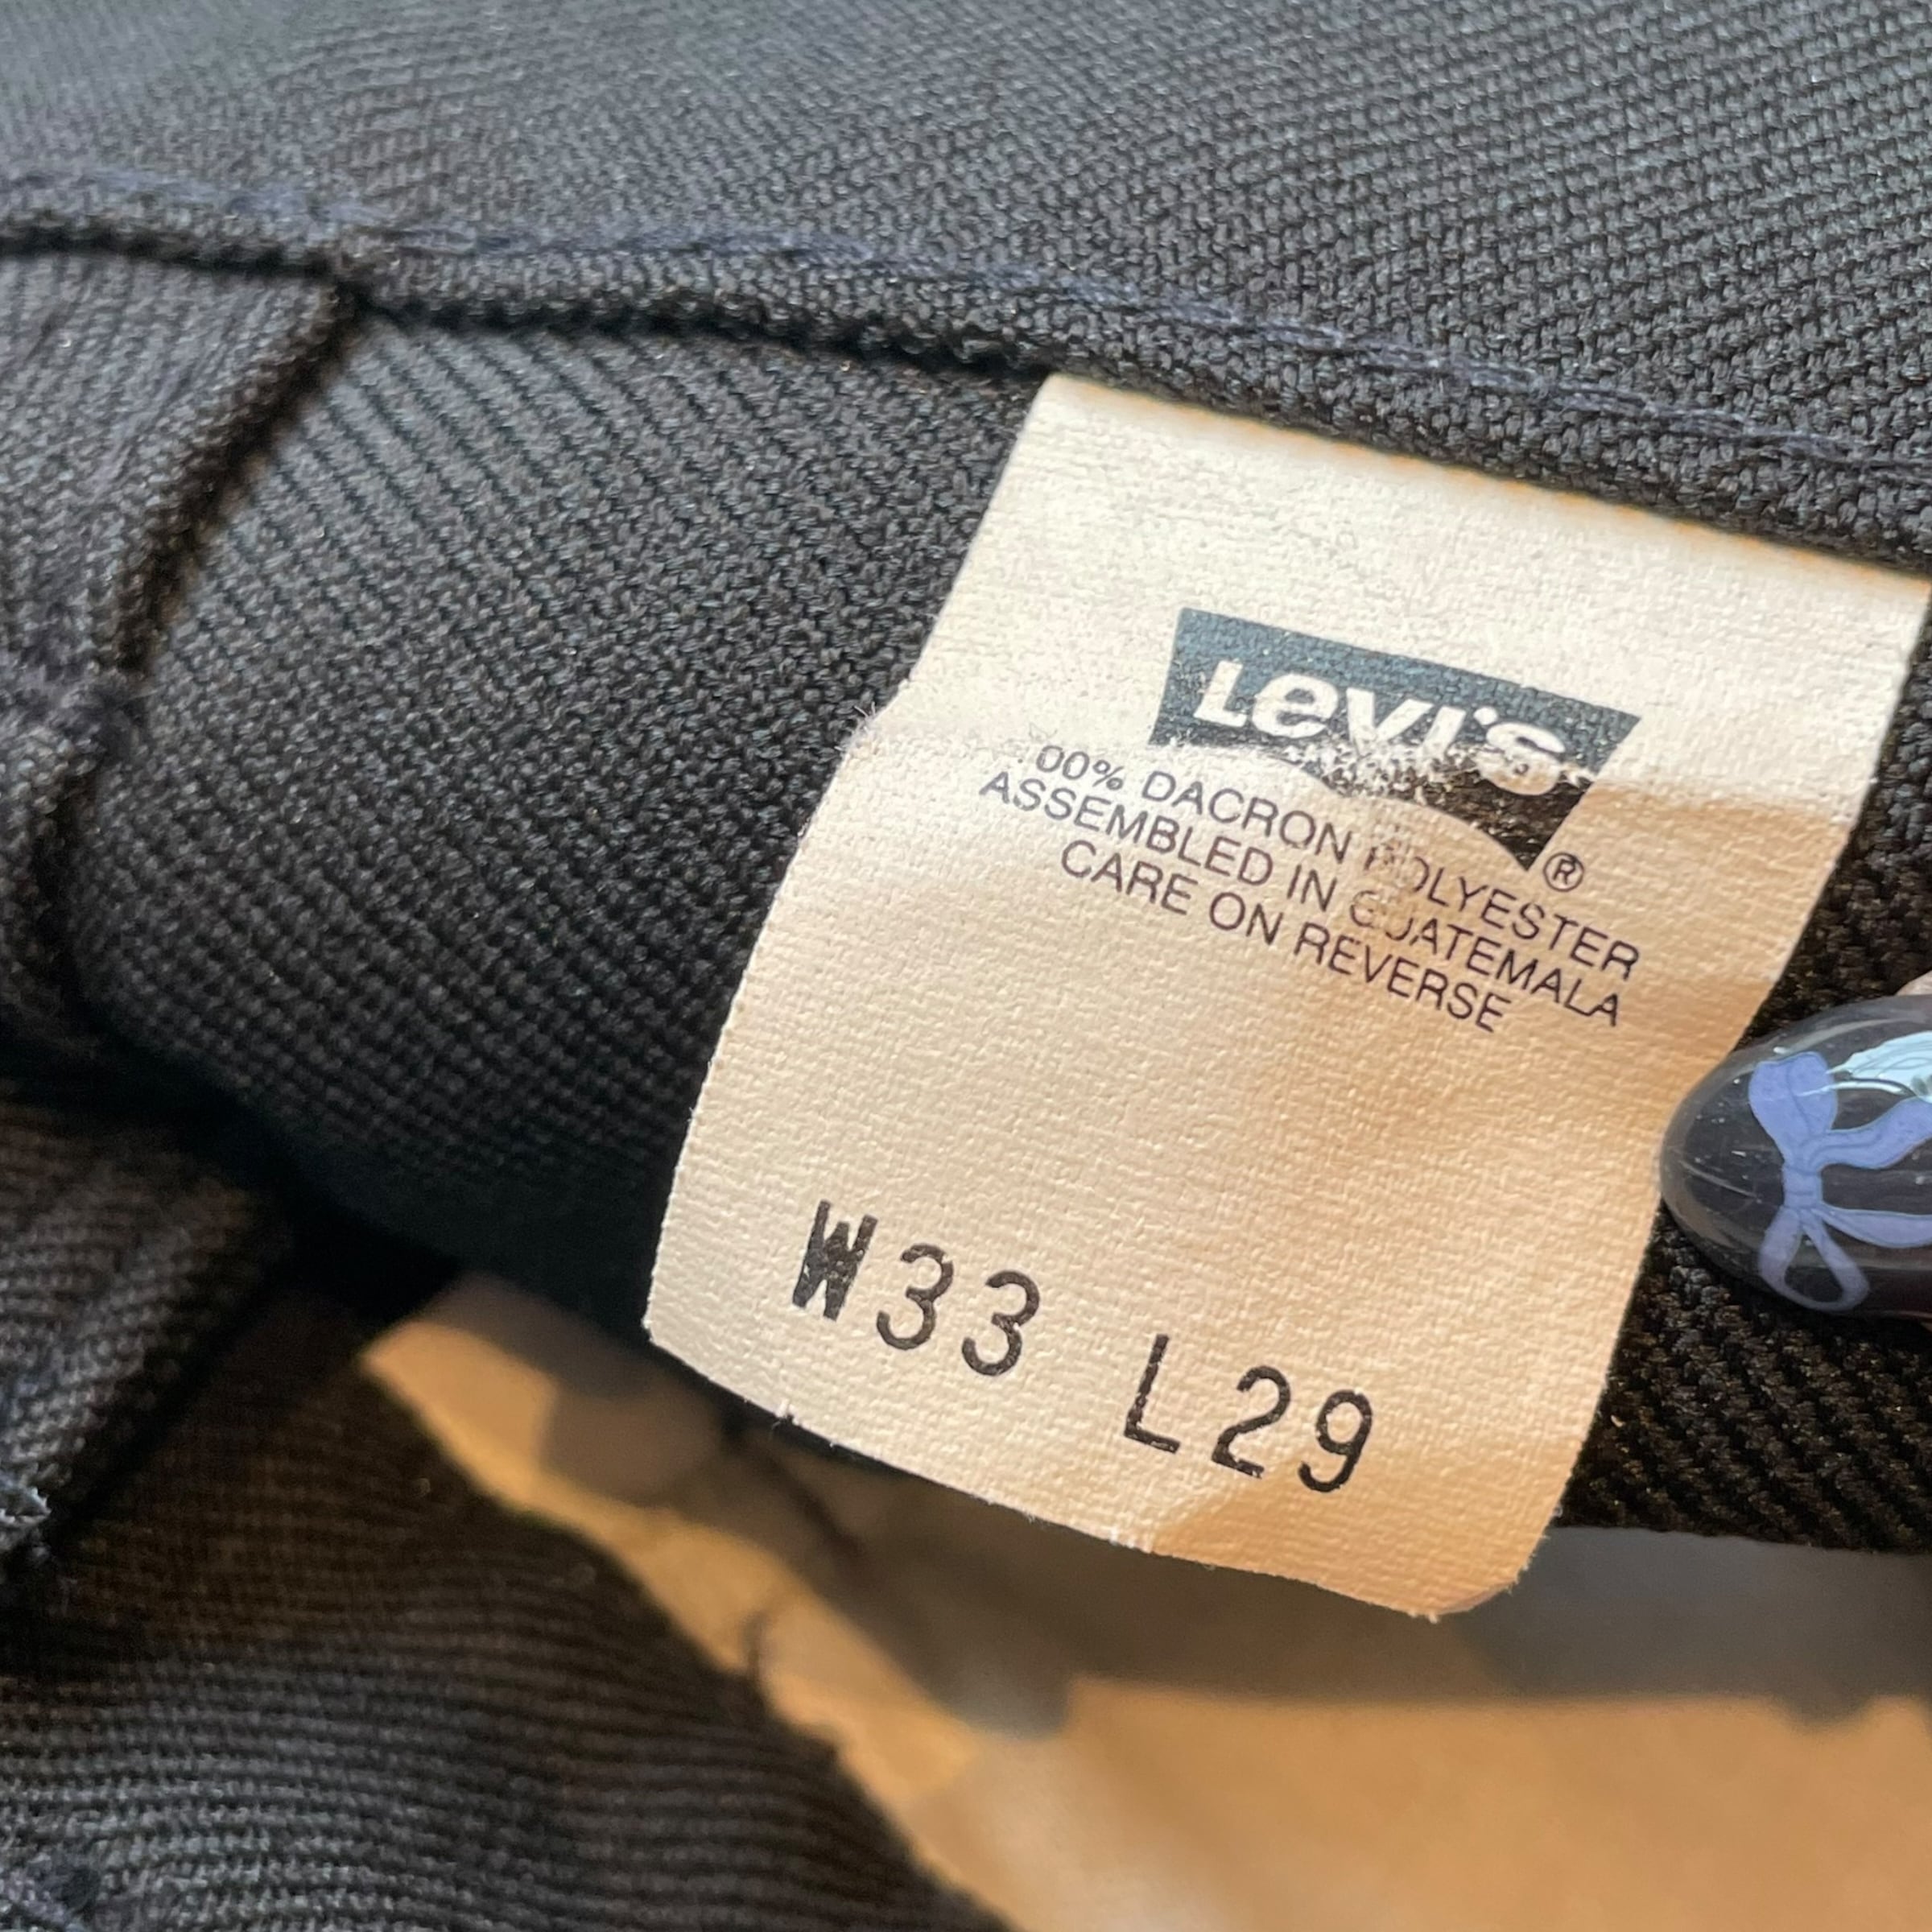 Levi's
®
00% DACRON POLYESTER
ASSEMBLED IN GUATEMALA
CARE ON REVERSE
W33 L29